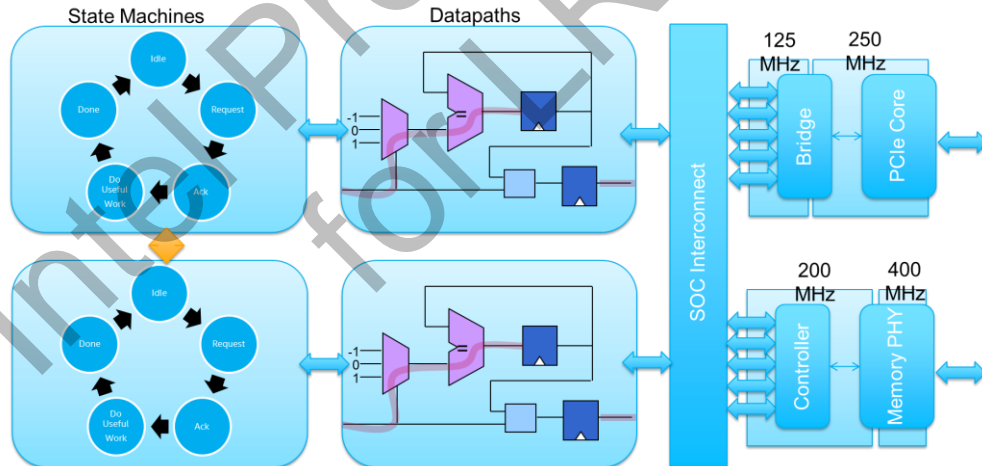 State Machines
Datapaths
Idle
Done
Request
Do
Useful
Work
Ack
-1
0
1
=
SOC Interconnect
125
MHz
250
MHz
Bridge
PCIe Core
Idle
Done
Request
Do
Useful
Work
Ack
-1
0
1
=
200
MHz
400
MHz
Controller
Memory PHY
Intel
for